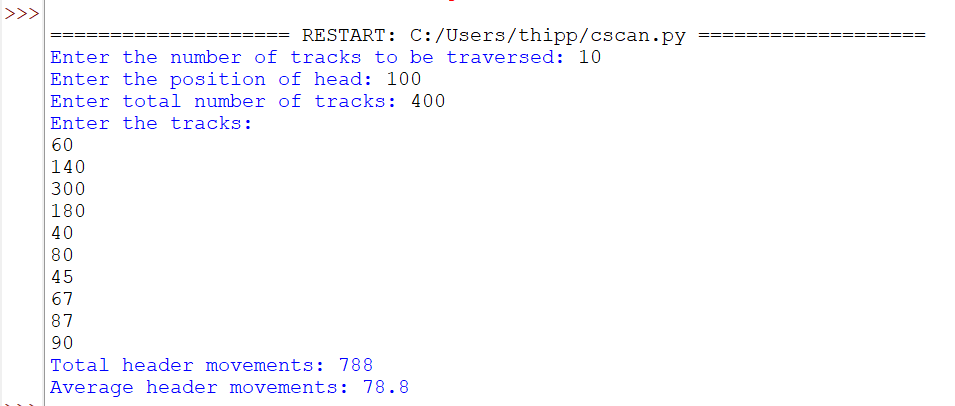 >>>
==================== RESTART: C:/Users/thipp/cscan.py ===================
Enter the number of tracks to be traversed: 10
Enter the position of head: 100
Enter total number of tracks: 400
Enter the tracks:
60
140
300
180
40
80
45
67
87
90
Total header movements: 788
Average header movements: 78.8